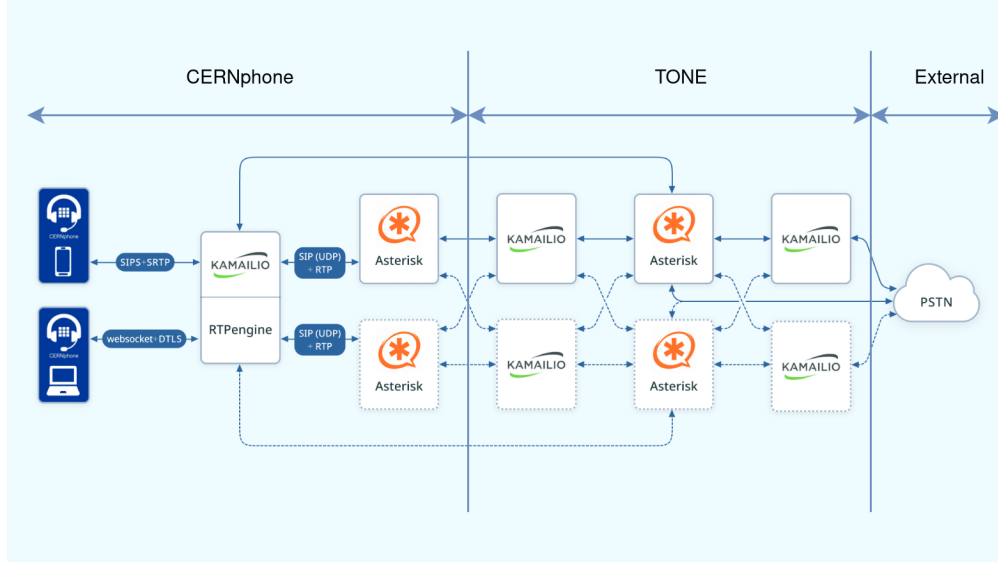 CERNphone
TONE
External
CERNphone
SIPS+SRTP
KAMAILIO
RTPengine
SIP (UDP)
+ RTP
Asterisk
KAMAILIO
Asterisk
KAMAILIO
PSTN
CERNphone
websocket+DTLS
SIP (UDP)
+ RTP
Asterisk
KAMAILIO
Asterisk
KAMAILIO